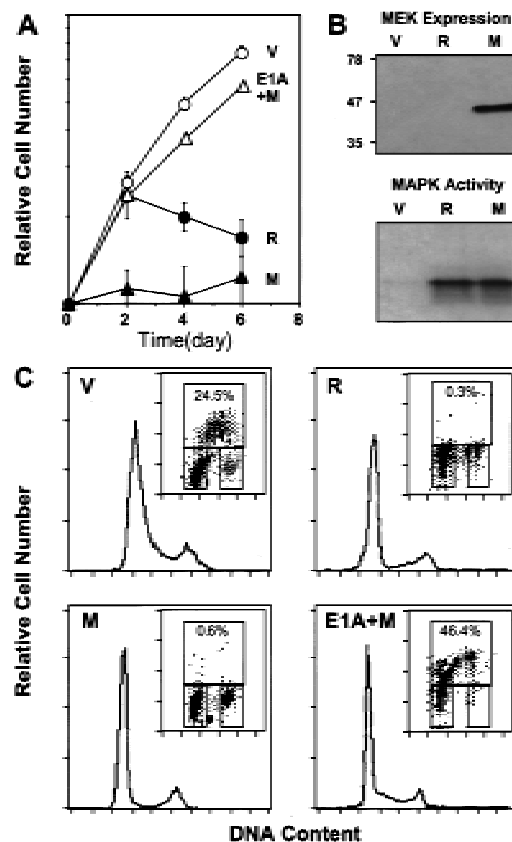 A
Relative Cell Number
V
E1A
+M
R
M
0 2 4 6 8
Time(day)
B
MEK Expression
V R M
78
47
35
MAPK Activity
V R M
C
Relative Cell Number
V
24.5%
R
0.3%
M
0.6%
E1A+M
46.4%
DNA Content